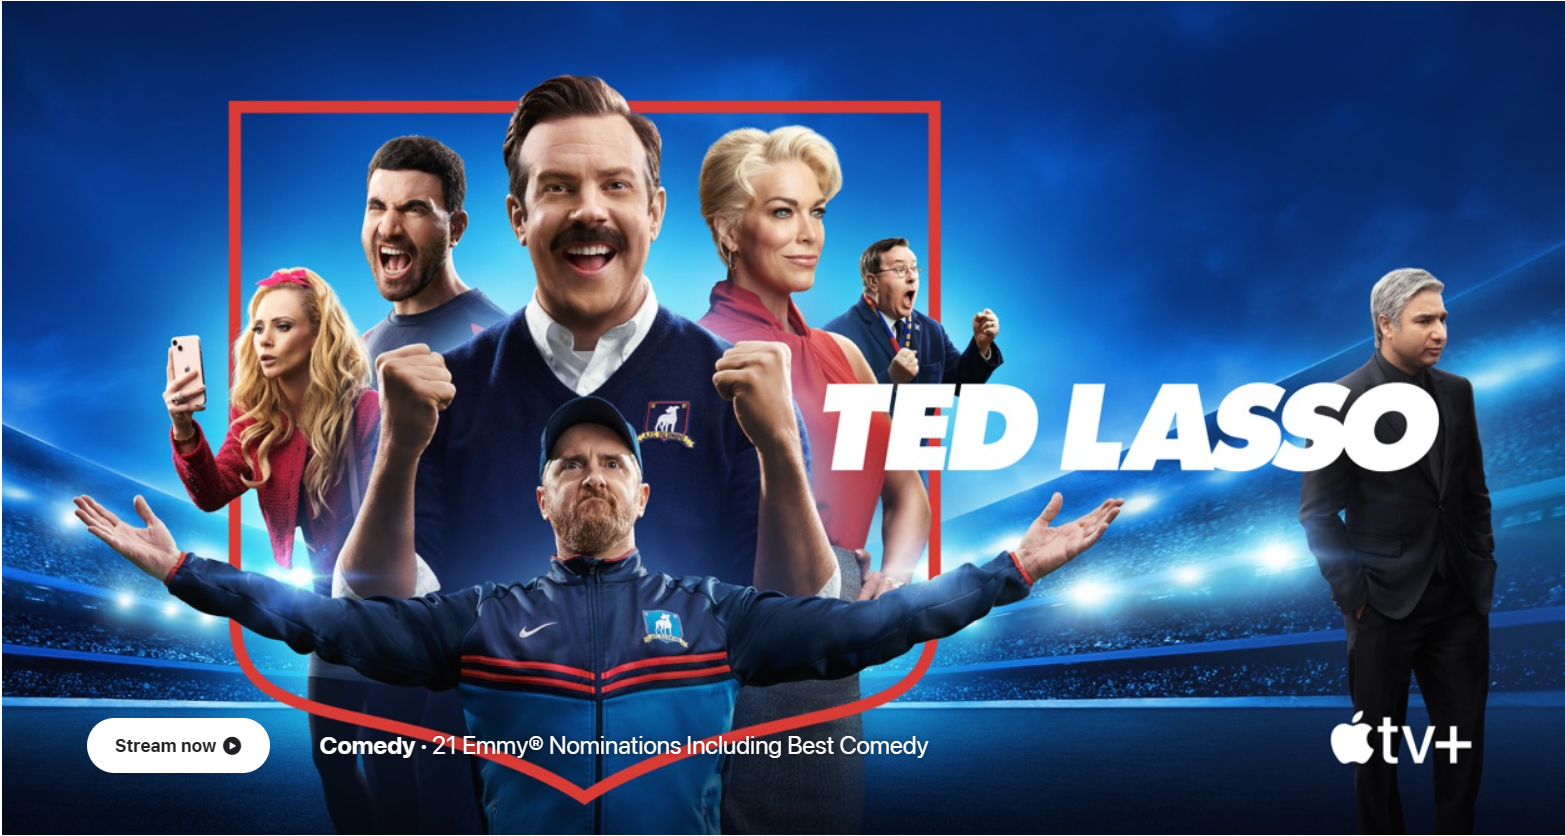 TED LASSO
Stream now
Comedy · 21 Emmy® Nominations Including Best Comedy
tv+